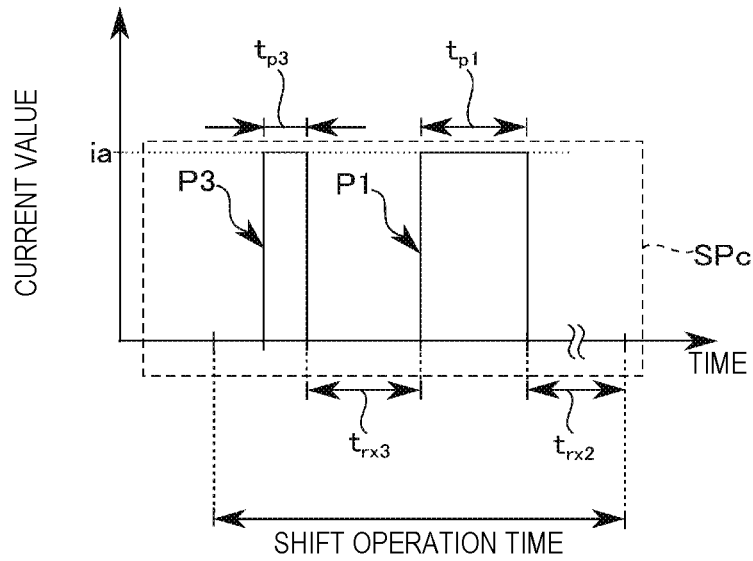 t_p3
t_p1
CURRENT VALUE
ia
P3
P1
SPc
TIME
t_rx3
t_rx2
SHIFT OPERATION TIME